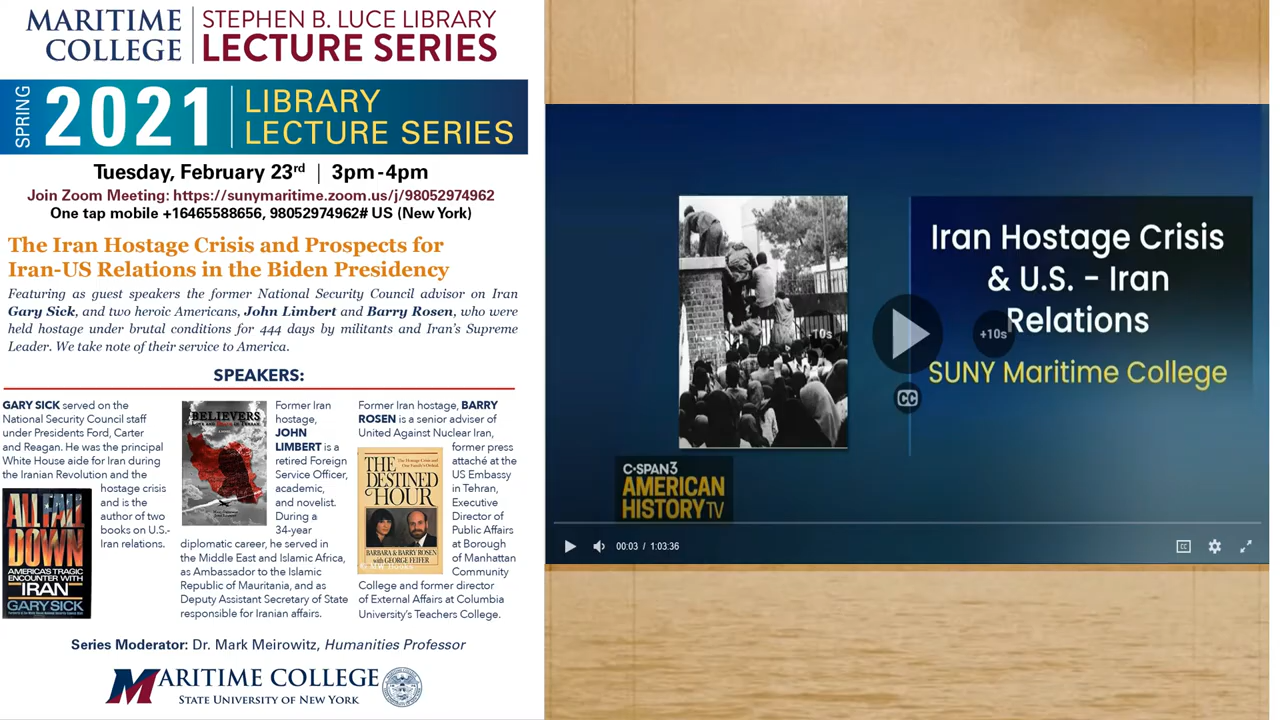 MARITIME
COLLEGE
STEPHEN B. LUCE LIBRARY
LECTURE SERIES
SPRING
2021
LIBRARY
LECTURE SERIES
Tuesday, February 23rd | 3pm-4pm
Join Zoom Meeting: https://sunymaritime.zoom.us/j/98052974962
One tap mobile +16465588656, 98052974962# US (New York)
The Iran Hostage Crisis and Prospects for
Iran-US Relations in the Biden Presidency
Featuring as guest speakers the former National Security Council advisor on Iran
Gary Sick, and two heroic Americans, John Limbert and Barry Rosen, who were
held hostage under brutal conditions for 444 days by militants and Iran's Supreme
Leader. We take note of their service to America.
SPEAKERS:
GARY SICK served on the
National Security Council staff
under Presidents Ford, Carter
and Reagan. He was the principal
White House aide for Iran during
the Iranian Revolution and the
hostage crisis
and is the
author of two
books on U.S.-
Iran relations.
ALL FALL
DOWN
AMERICA'S TRAGIC
ENCOUNTER WITH
IRAN
GARY SICK
BELIEVERS
Former Iran
hostage,
JOHN
LIMBERT is a
retired Foreign
Service Officer,
academic,
and novelist.
During a
34-year
diplomatic career, he served in
the Middle East and Islamic Africa,
as Ambassador to the Islamic
Republic of Mauritania, and as
Deputy Assistant Secretary of State
responsible for Iranian affairs.
Former Iran hostage, BARRY
ROSEN is a senior adviser of
United Against Nuclear Iran,
former press
attaché at the
US Embassy
in Tehran,
Executive
Director of
Public Affairs
at Borough
of Manhattan
Community
College and former director
of External Affairs at Columbia
University's Teachers College.
THE
DESTINED
HOUR
BARBARA & BARRY ROSEN
with GEORGE FEIFER
Series Moderator: Dr. Mark Meirowitz, Humanities Professor
MARITIME COLLEGE
STATE UNIVERSITY OF NEW YORK
Iran Hostage Crisis
& U.S. - Iran
Relations
SUNY Maritime College
-10s
+10s
CC
C-SPAN3
AMERICAN
HISTORY TV
00:03 / 1:03:36
CC